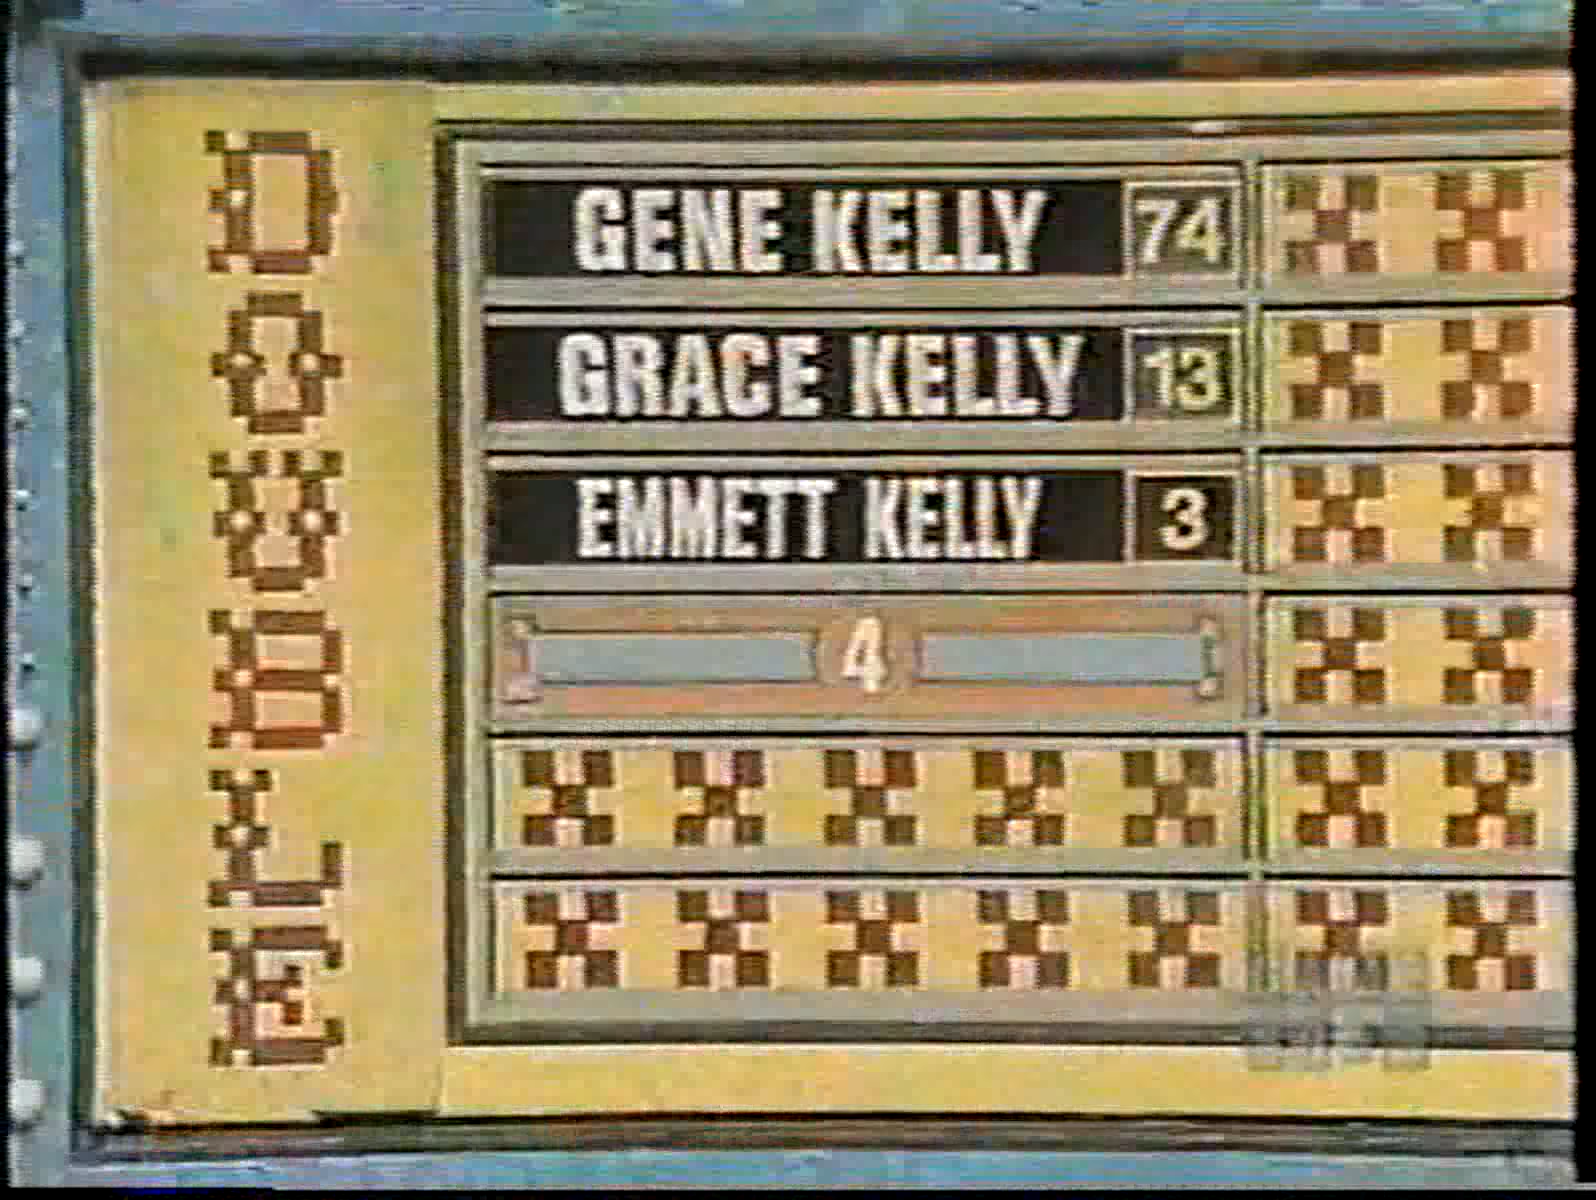 DOUBLE
GENE KELLY 74
GRACE KELLY 13
EMMETT KELLY 3
4